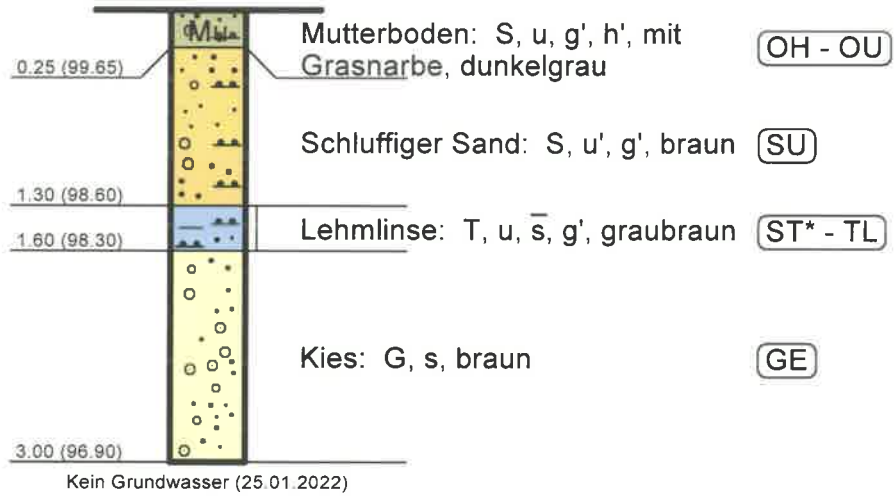 Mu
Mutterboden: S, u, g', h', mit
Grasnarbe, dunkelgrau
OH - OU
0.25 (99.65)
Schluffiger Sand: S, u', g', braun
SU
1.30 (98.60)
Lehmlinse: T, u, s̅, g', graubraun
ST* - TL
1.60 (98.30)
Kies: G, s, braun
GE
3.00 (96.90)
Kein Grundwasser (25.01.2022)